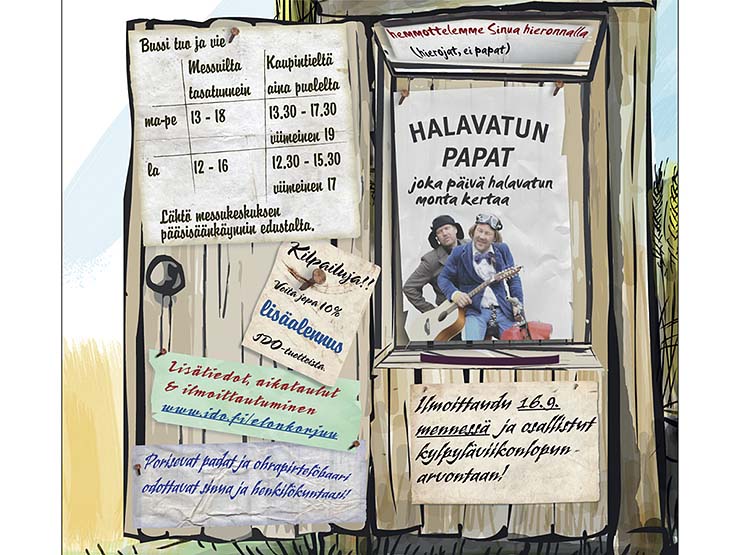 Bussi tuo ja vie
Messuilta
tasatunnein
Kaupintieltä
aina puolelta
ma-pe
13 - 18
13.30 - 17.30
viimeinen 19
la
12 - 16
12.30 - 15.30
viimeinen 17
Lähtö messukeskuksen
pääsisäänkäynnin edustalta.
Kilpailuja!!
Voita jopa 10%
lisäalennus
IDO-tuotteista.
Lisätiedot, aikataulut
& ilmoittautuminen
www.ido.fi/elonkorjuu
Porisevat padat ja ohrapirtelöbaari
odottavat sinua ja henkilökuntaasi!
hemmottelemme Sinua hieronnalla.
(hierojat, ei papat)
HALAVATUN
PAPAT
joka päivä halavatun
monta kertaa
Ilmoittaudu 16.9.
mennessä ja osallistut
kylpyläviikonlopun-
arvontaan!